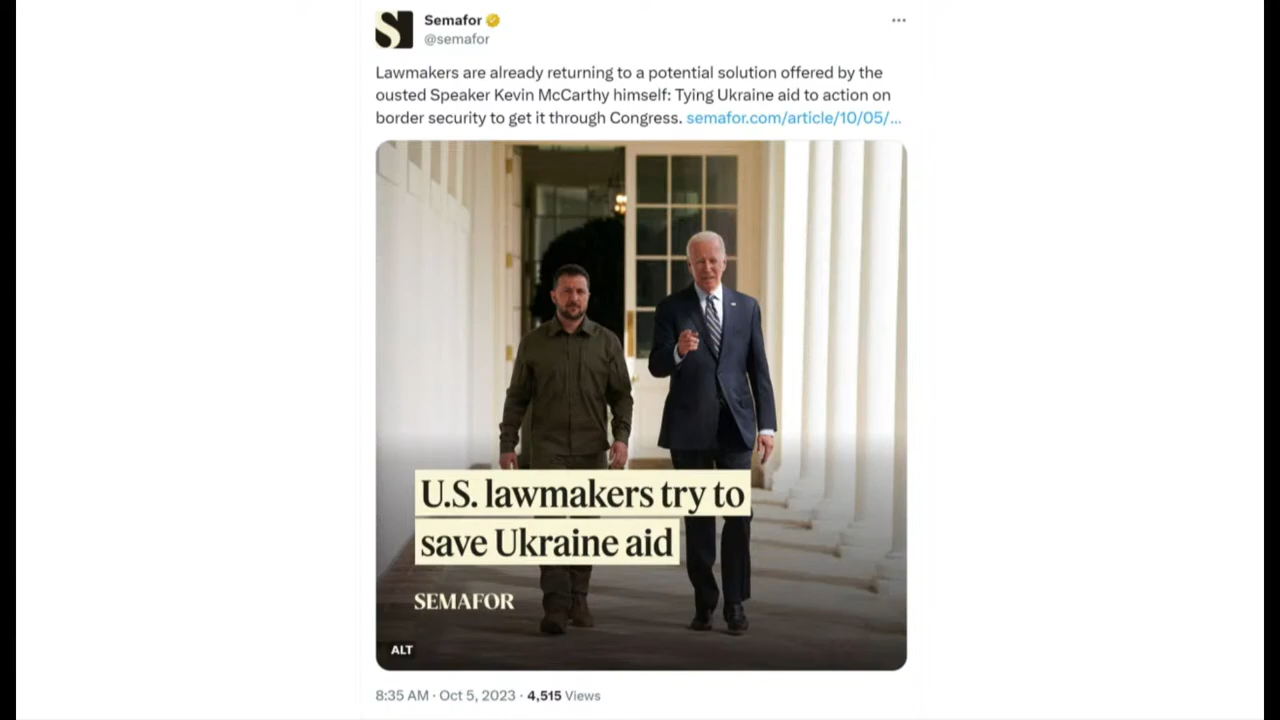 Semafor
@semafor
Lawmakers are already returning to a potential solution offered by the
ousted Speaker Kevin McCarthy himself: Tying Ukraine aid to action on
border security to get it through Congress. semafor.com/article/10/05/...
U.S. lawmakers try to
save Ukraine aid
SEMAFOR
ALT
8:35 AM · Oct 5, 2023 · 4,515 Views